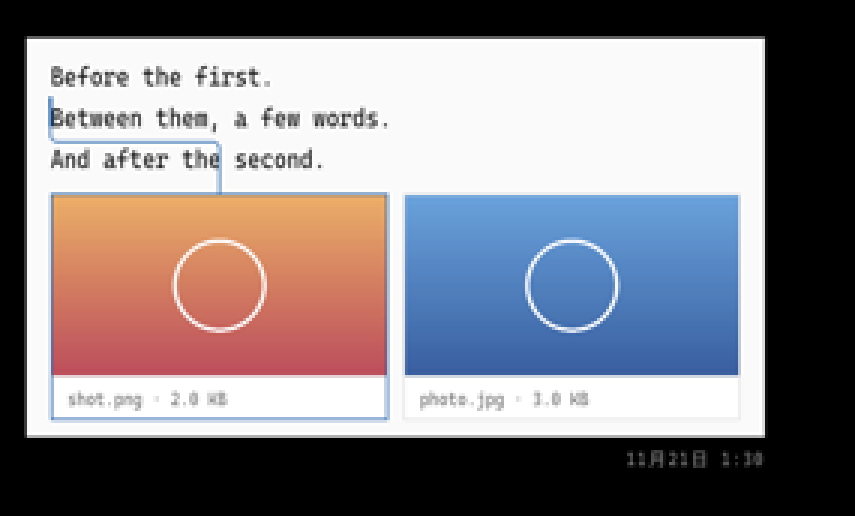 Before the first.
Between them, a few words.
And after the second.
shot.png · 2.0 KB
photo.jpg · 3.0 KB
11月21日 1:30